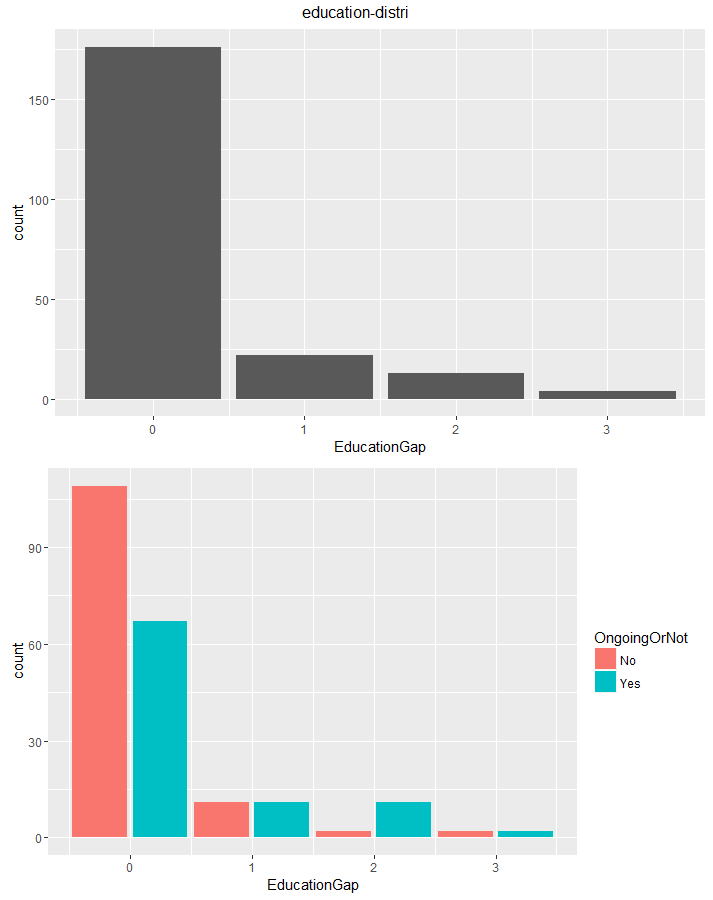 education-distri
150
100
50
0
count
0 1 2 3
EducationGap
90
60
30
0
count
0 1 2 3
EducationGap
OngoingOrNot
No
Yes